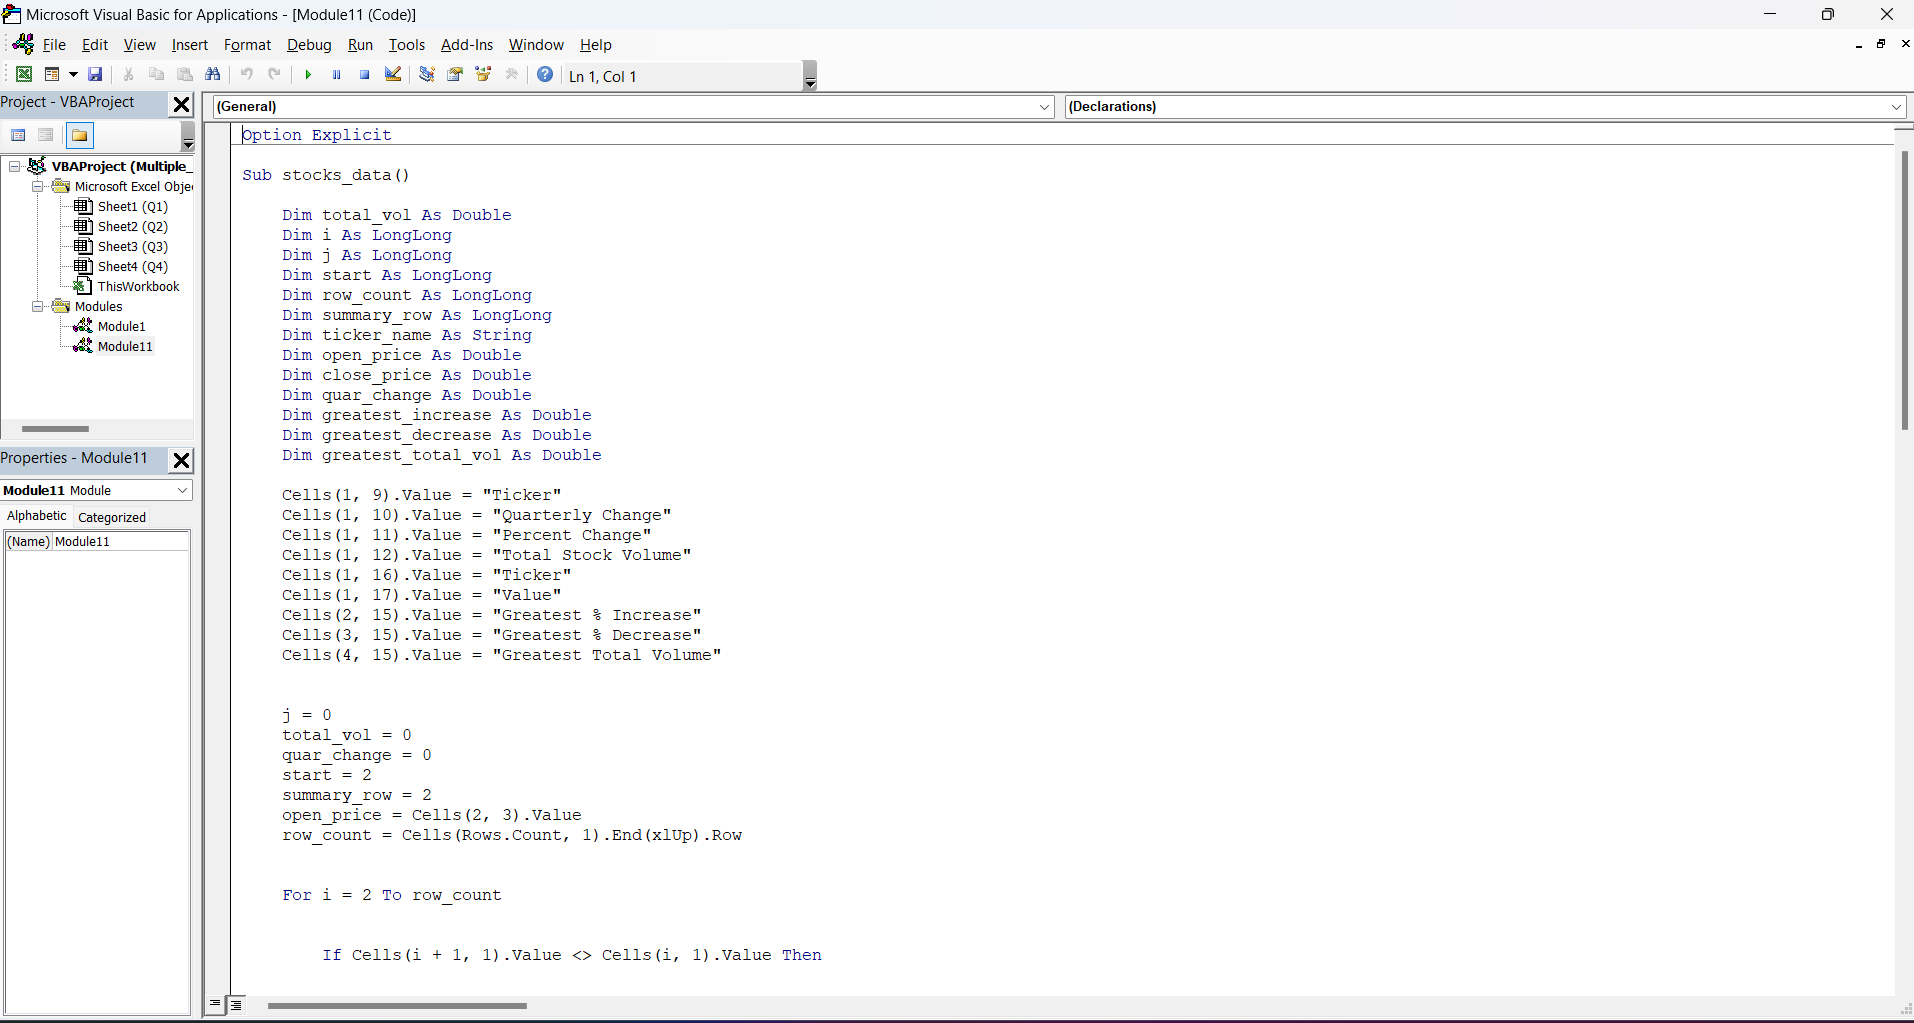 Microsoft Visual Basic for Applications - [Module11 (Code)]
File Edit View Insert Format Debug Run Tools Add-Ins Window Help
Ln 1, Col 1
Project - VBAProject
VBAProject (Multiple_
Microsoft Excel Obje
Sheet1 (Q1)
Sheet2 (Q2)
Sheet3 (Q3)
Sheet4 (Q4)
ThisWorkbook
Modules
Module1
Module11
Properties - Module11
Module11 Module
Alphabetic Categorized
(Name) Module11
(General) (Declarations)
Option Explicit
Sub stocks_data()
Dim total_vol As Double
Dim i As LongLong
Dim j As LongLong
Dim start As LongLong
Dim row_count As LongLong
Dim summary_row As LongLong
Dim ticker_name As String
Dim open_price As Double
Dim close_price As Double
Dim quar_change As Double
Dim greatest_increase As Double
Dim greatest_decrease As Double
Dim greatest_total_vol As Double
Cells(1, 9).Value = "Ticker"
Cells(1, 10).Value = "Quarterly Change"
Cells(1, 11).Value = "Percent Change"
Cells(1, 12).Value = "Total Stock Volume"
Cells(1, 16).Value = "Ticker"
Cells(1, 17).Value = "Value"
Cells(2, 15).Value = "Greatest % Increase"
Cells(3, 15).Value = "Greatest % Decrease"
Cells(4, 15).Value = "Greatest Total Volume"
j = 0
total_vol = 0
quar_change = 0
start = 2
summary_row = 2
open_price = Cells(2, 3).Value
row_count = Cells(Rows.Count, 1).End(xlUp).Row
For i = 2 To row_count
If Cells(i + 1, 1).Value <> Cells(i, 1).Value Then